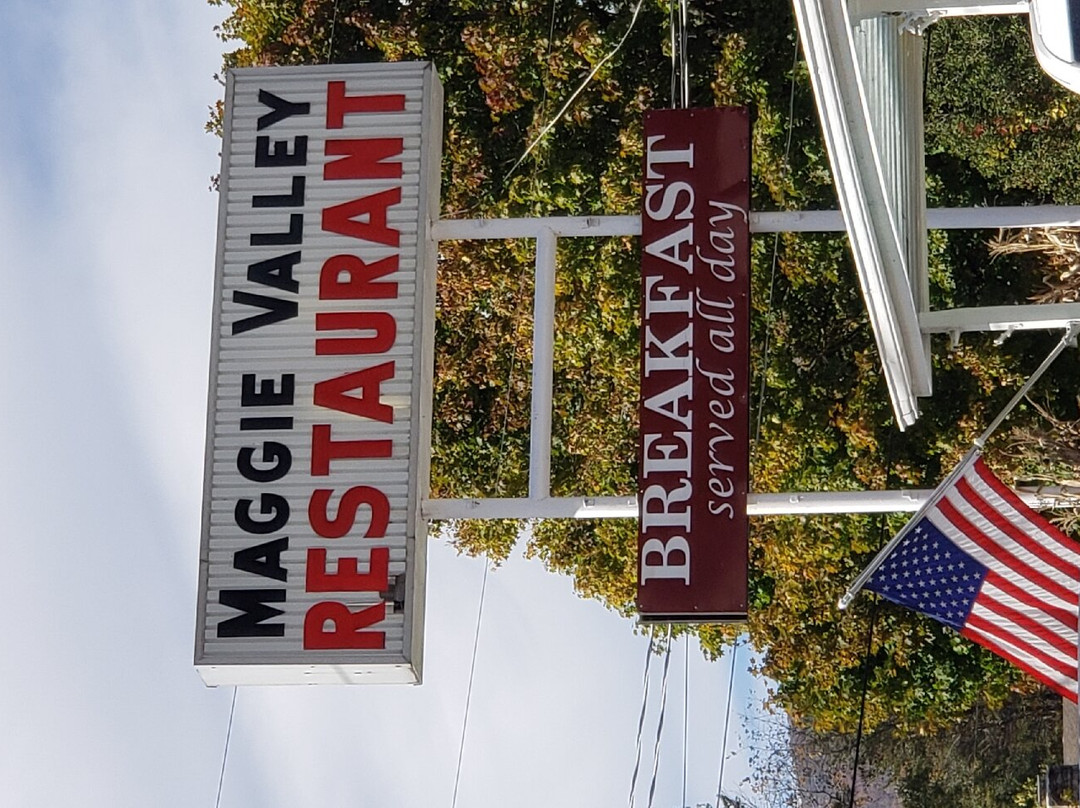 MAGGIE VALLEY
RESTAURANT
BREAKFAST
served all day